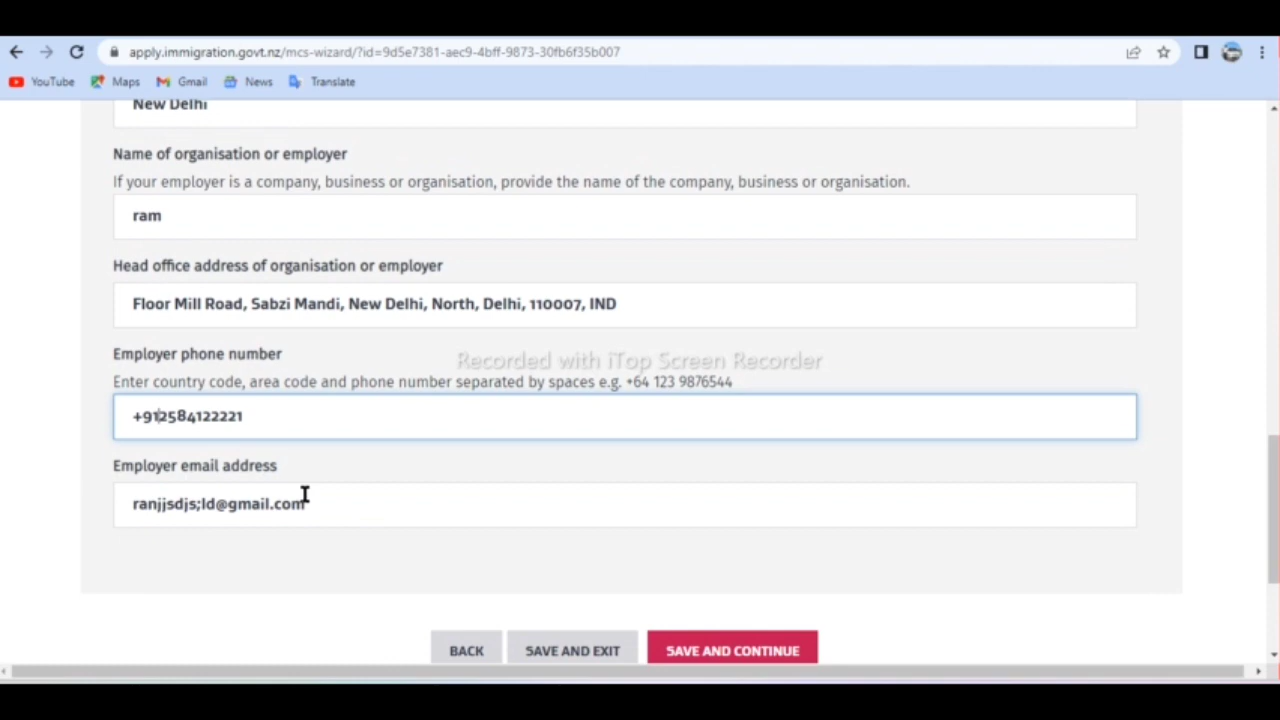 apply.immigration.govt.nz/mcs-wizard/?id=9d5e7381-aec9-4bff-9873-30fb6f35b007
YouTube Maps Gmail News Translate
New Delhi
Name of organisation or employer
If your employer is a company, business or organisation, provide the name of the company, business or organisation.
ram
Head office address of organisation or employer
Floor Mill Road, Sabzi Mandi, New Delhi, North, Delhi, 110007, IND
Employer phone number
Recorded with iTop Screen Recorder
Enter country code, area code and phone number separated by spaces e.g. +64 123 9876544
+912584122221
Employer email address
ranjjsdjs;ld@gmail.com
BACK SAVE AND EXIT SAVE AND CONTINUE